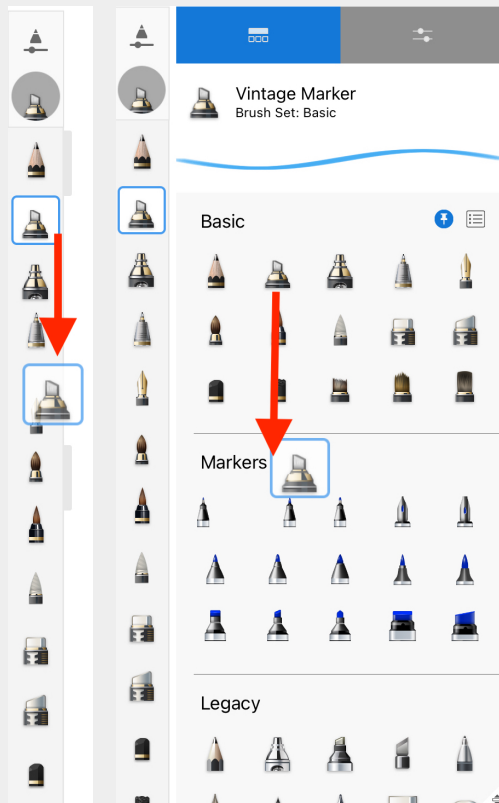 Vintage Marker
Brush Set: Basic
Basic
Markers
Legacy